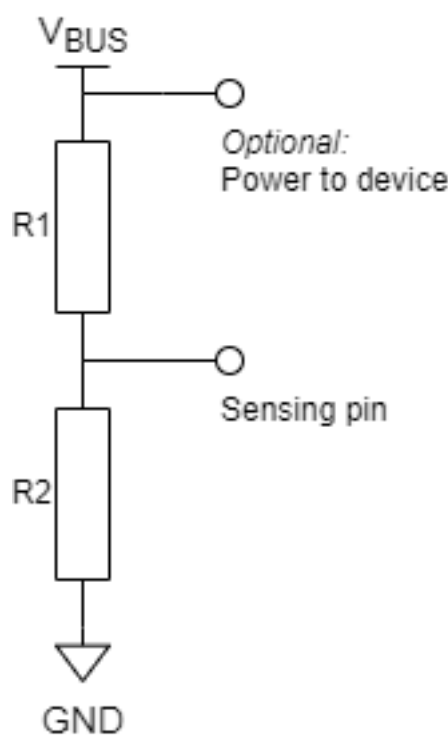 VBUS
Optional:
Power to device
R1
Sensing pin
R2
GND